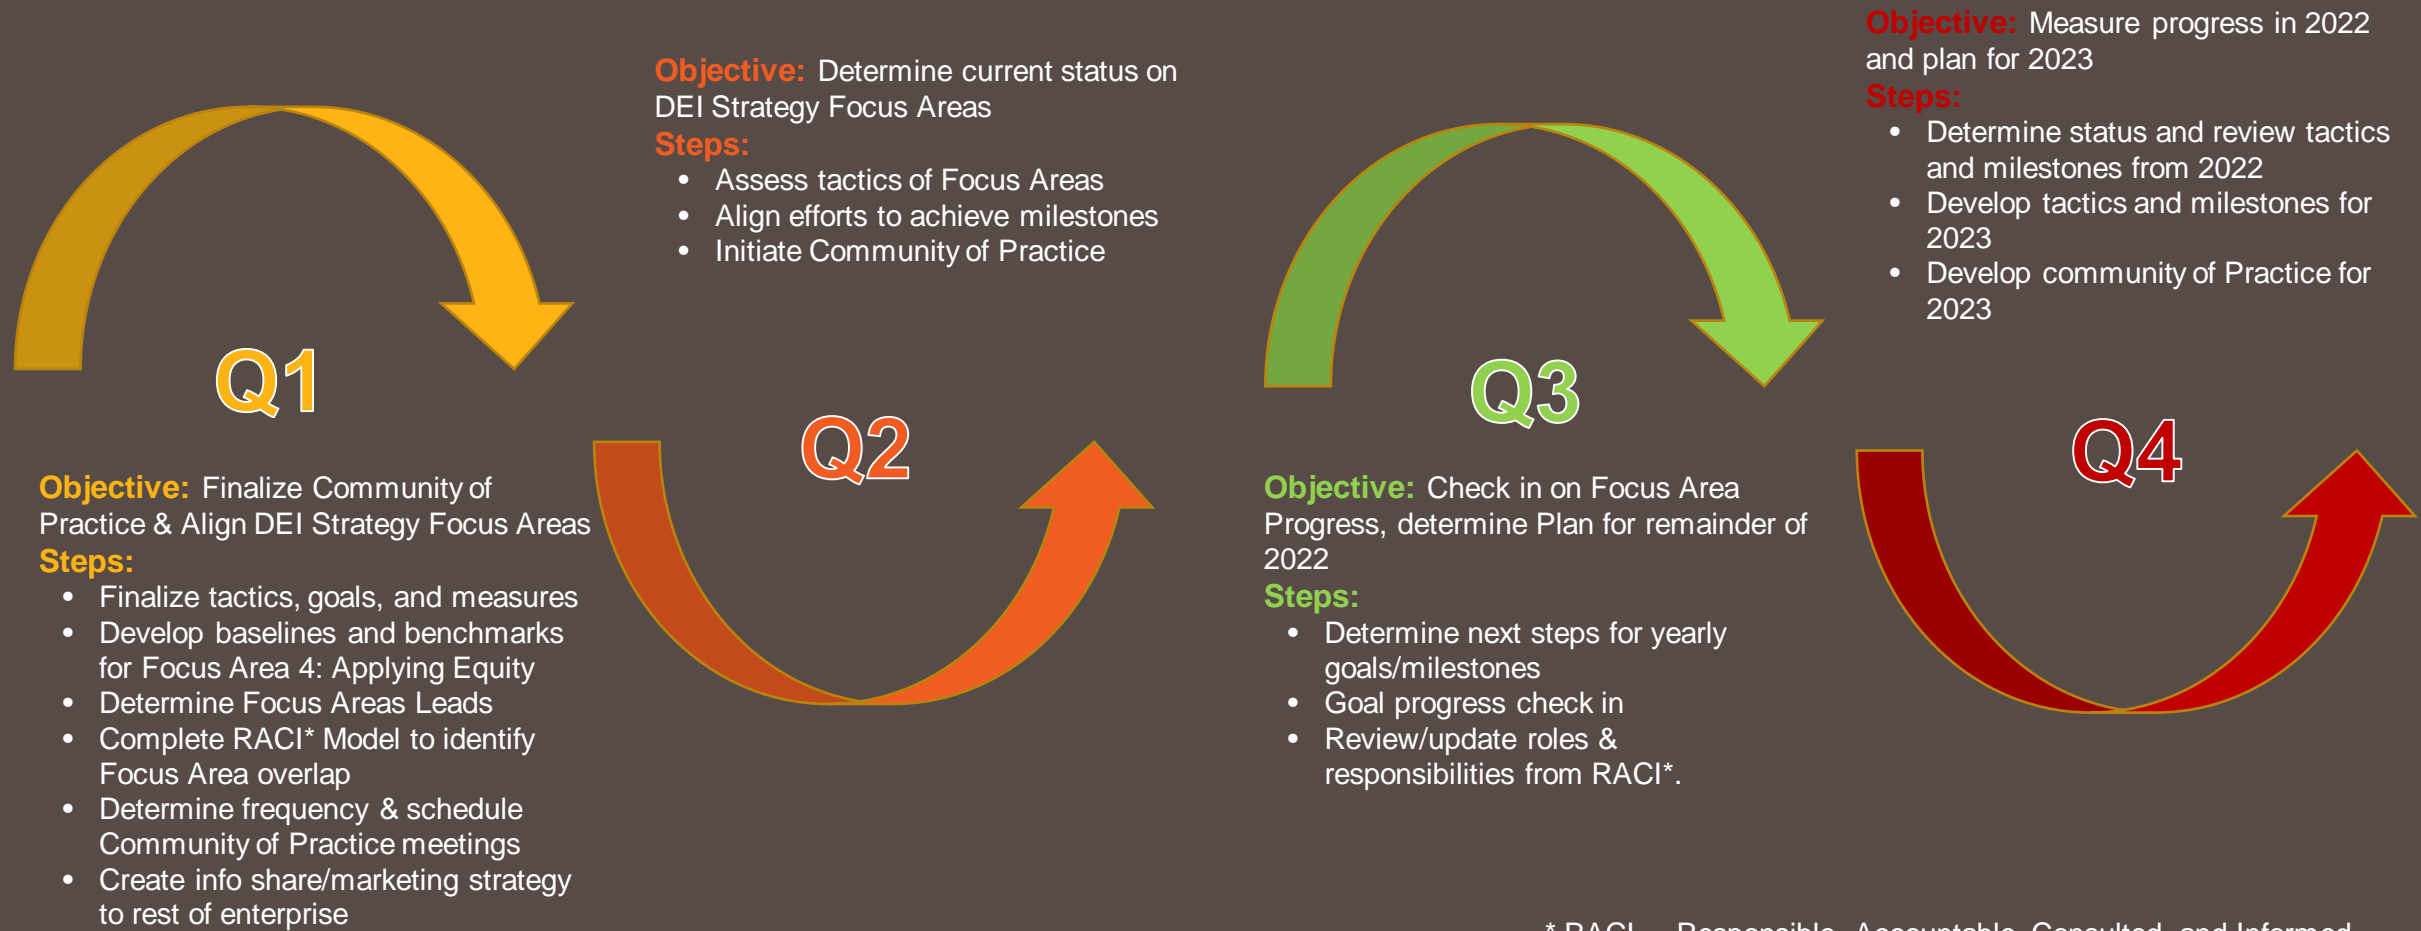 Q1
Objective: Finalize Community of
Practice & Align DEI Strategy Focus Areas
Steps:
• Finalize tactics, goals, and measures
• Develop baselines and benchmarks
for Focus Area 4: Applying Equity
• Determine Focus Areas Leads
• Complete RACI* Model to identify
Focus Area overlap
• Determine frequency & schedule
Community of Practice meetings
• Create info share/marketing strategy
to rest of enterprise
Objective: Determine current status on
DEI Strategy Focus Areas
Steps:
• Assess tactics of Focus Areas
• Align efforts to achieve milestones
• Initiate Community of Practice
Q2
Q3
Objective: Check in on Focus Area
Progress, determine Plan for remainder of
2022
Steps:
• Determine next steps for yearly
goals/milestones
• Goal progress check in
• Review/update roles &
responsibilities from RACI*.
Objective: Measure progress in 2022
and plan for 2023
Steps:
• Determine status and review tactics
and milestones from 2022
• Develop tactics and milestones for
2023
• Develop community of Practice for
2023
Q4
* RACI – Responsible, Accountable, Consulted, and Informed